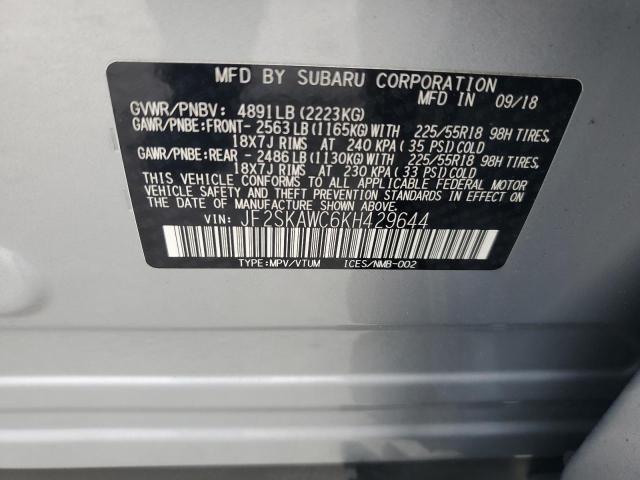 MFD BY SUBARU CORPORATION
MFD IN 09/18
GVWR/PNBV: 4891LB(2223KG)
GAWR/PNBE:FRONT- 2563LB(1165KG)WITH 225/55R18 98H TIRES,
18X7J RIMS AT 240 KPA( 35 PSI)COLD
GAWR/PNBE:REAR - 2486LB(1130KG)WITH 225/55R18 98H TIRES,
18X7J RIMS AT 230 KPA( 33 PSI)COLD
THIS VEHICLE CONFORMS TO ALL APPLICABLE FEDERAL MOTOR
VEHICLE SAFETY AND THEFT PREVENTION STANDARDS IN EFFECT ON
THE DATE OF MANUFACTURE SHOWN ABOVE.
VIN: JF2SKAWC6KH429644
TYPE:MPV/VTUM ICES/NMB-002